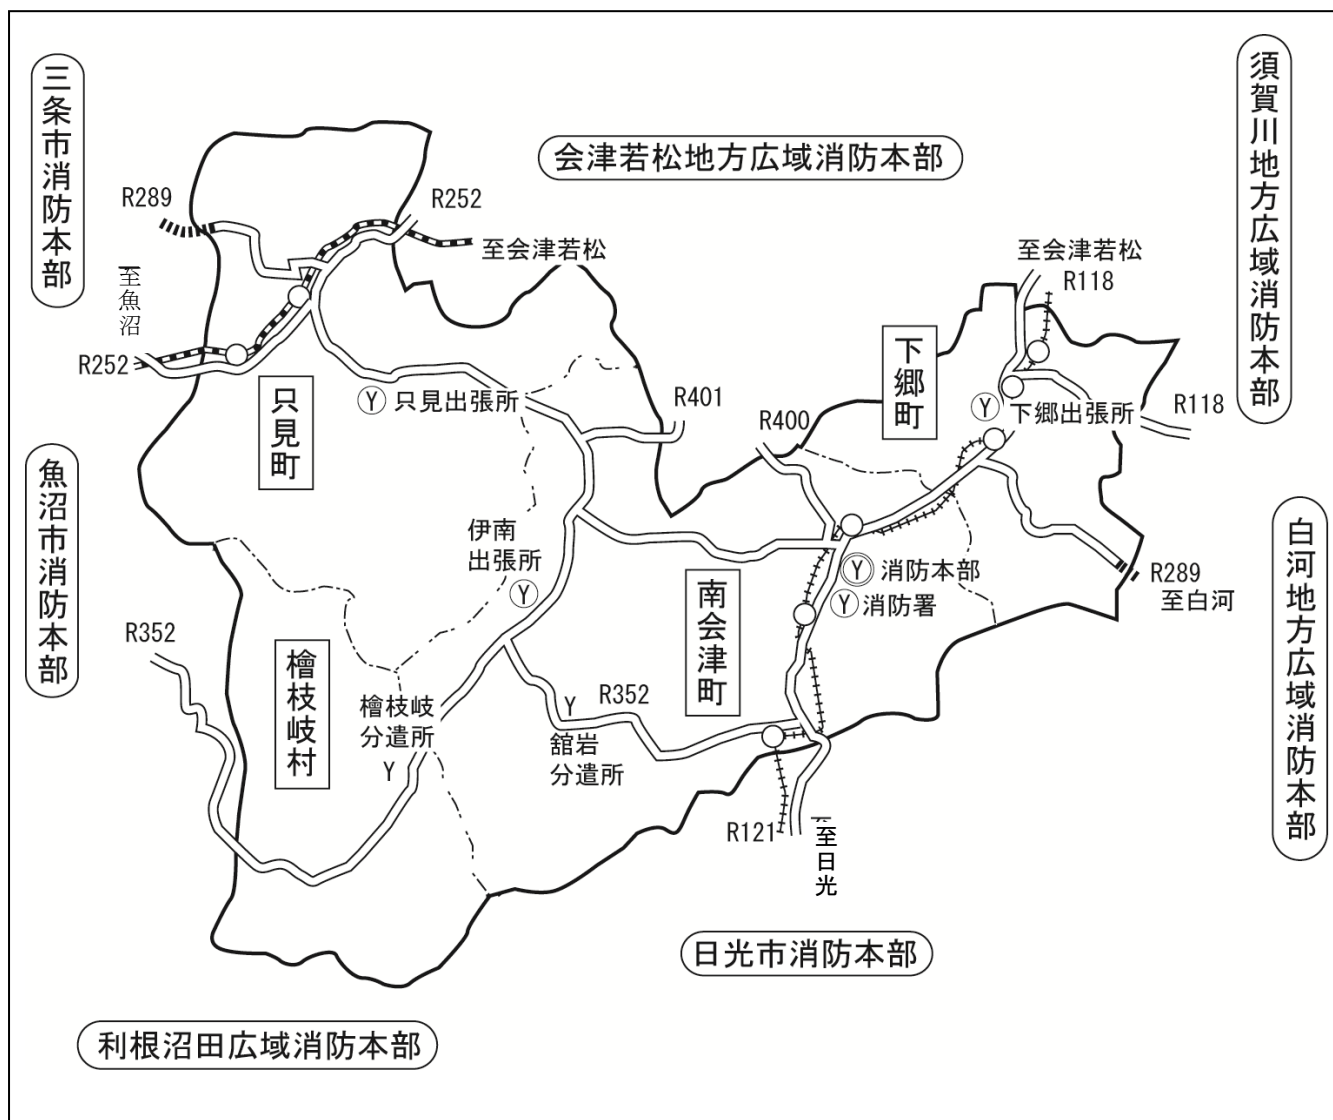 三条市消防本部
須賀川地方広域消防本部
会津若松地方広域消防本部
R289
R252
至会津若松
至会津若松
R118
至魚沼
R252
下郷町
只見町
Y 只見出張所
R401
R400
Y
下郷出張所
R118
魚沼市消防本部
白河地方広域消防本部
伊南
出張所
Y
Y 消防本部
Y 消防署
南会津町
R289
至白河
R352
檜枝岐村
檜枝岐
分遣所
Y
Y
R352
舘岩
分遣所
R121
至日光
日光市消防本部
利根沼田広域消防本部